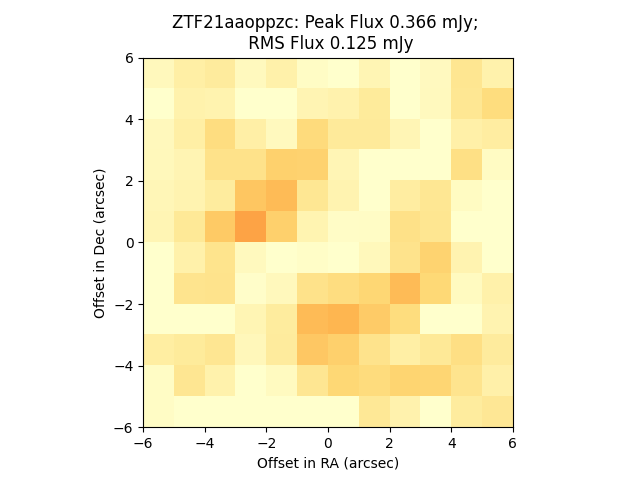 ZTF21aaoppzc: Peak Flux 0.366 mJy;
RMS Flux 0.125 mJy
6
4
2
0
−2
−4
−6
Offset in Dec (arcsec)
−6 −4 −2 0 2 4 6
Offset in RA (arcsec)